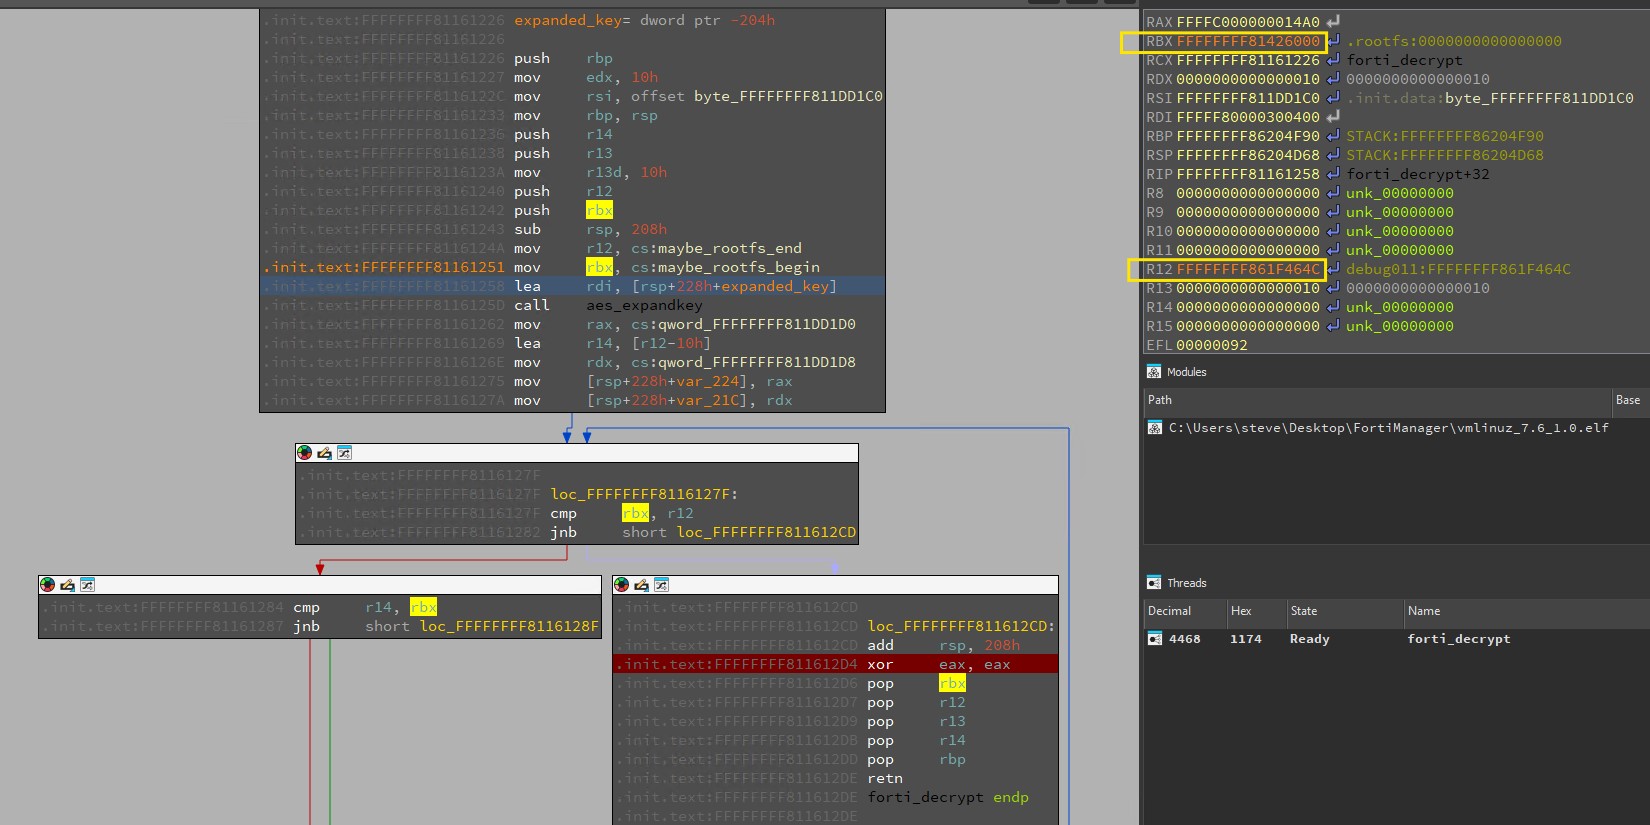 .init.text:FFFFFFFF81161226 expanded_key= dword ptr -204h
.init.text:FFFFFFFF81161226
.init.text:FFFFFFFF81161226 push rbp
.init.text:FFFFFFFF81161227 mov edx, 10h
.init.text:FFFFFFFF8116122C mov rsi, offset byte_FFFFFFFF811DD1C0
.init.text:FFFFFFFF81161233 mov rbp, rsp
.init.text:FFFFFFFF81161236 push r14
.init.text:FFFFFFFF81161238 push r13
.init.text:FFFFFFFF8116123A mov r13d, 10h
.init.text:FFFFFFFF81161240 push r12
.init.text:FFFFFFFF81161242 push rbx
.init.text:FFFFFFFF81161243 sub rsp, 208h
.init.text:FFFFFFFF8116124A mov r12, cs:maybe_rootfs_end
.init.text:FFFFFFFF81161251 mov rbx, cs:maybe_rootfs_begin
.init.text:FFFFFFFF81161258 lea rdi, [rsp+228h+expanded_key]
.init.text:FFFFFFFF8116125D call aes_expandkey
.init.text:FFFFFFFF81161262 mov rax, cs:qword_FFFFFFFF811DD1D0
.init.text:FFFFFFFF81161269 lea r14, [r12-10h]
.init.text:FFFFFFFF8116126E mov rdx, cs:qword_FFFFFFFF811DD1D8
.init.text:FFFFFFFF81161275 mov [rsp+228h+var_224], rax
.init.text:FFFFFFFF8116127A mov [rsp+228h+var_21C], rdx
.init.text:FFFFFFFF8116127F
.init.text:FFFFFFFF8116127F loc_FFFFFFFF8116127F:
.init.text:FFFFFFFF8116127F cmp rbx, r12
.init.text:FFFFFFFF81161282 jnb short loc_FFFFFFFF811612CD
.init.text:FFFFFFFF81161284 cmp r14, rbx
.init.text:FFFFFFFF81161287 jnb short loc_FFFFFFFF8116128F
.init.text:FFFFFFFF811612CD
.init.text:FFFFFFFF811612CD loc_FFFFFFFF811612CD:
.init.text:FFFFFFFF811612CD add rsp, 208h
.init.text:FFFFFFFF811612D4 xor eax, eax
.init.text:FFFFFFFF811612D6 pop rbx
.init.text:FFFFFFFF811612D7 pop r12
.init.text:FFFFFFFF811612D9 pop r13
.init.text:FFFFFFFF811612DB pop r14
.init.text:FFFFFFFF811612DD pop rbp
.init.text:FFFFFFFF811612DE retn
.init.text:FFFFFFFF811612DE forti_decrypt endp
.init.text:FFFFFFFF811612DE
RAX FFFFC000000014A0
RBX FFFFFFFF81426000 .rootfs:0000000000000000
RCX FFFFFFFF81161226 forti_decrypt
RDX 0000000000000010 0000000000000010
RSI FFFFFFFF811DD1C0 .init.data:byte_FFFFFFFF811DD1C0
RDI FFFFF80000300400
RBP FFFFFFFF86204F90 STACK:FFFFFFFF86204F90
RSP FFFFFFFF86204D68 STACK:FFFFFFFF86204D68
RIP FFFFFFFF81161258 forti_decrypt+32
R8 0000000000000000 unk_00000000
R9 0000000000000000 unk_00000000
R10 0000000000000000 unk_00000000
R11 0000000000000000 unk_00000000
R12 FFFFFFFF861F464C debug011:FFFFFFFF861F464C
R13 0000000000000010 0000000000000010
R14 0000000000000000 unk_00000000
R15 0000000000000000 unk_00000000
EFL 00000092
Modules
Path Base
C:\Users\steve\Desktop\FortiManager\vmlinuz_7.6_1.0.elf
Threads
Decimal Hex State Name
4468 1174 Ready forti_decrypt